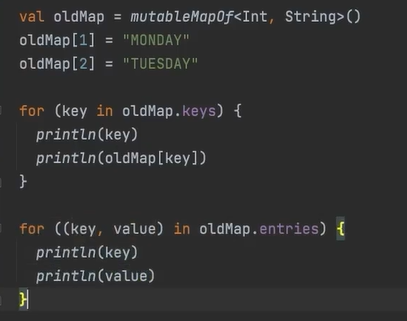 val oldMap = mutableMapOf<Int, String>()
oldMap[1] = "MONDAY"
oldMap[2] = "TUESDAY"
for (key in oldMap.keys) {
println(key)
println(oldMap[key])
}
for ((key, value) in oldMap.entries) {
println(key)
println(value)
}